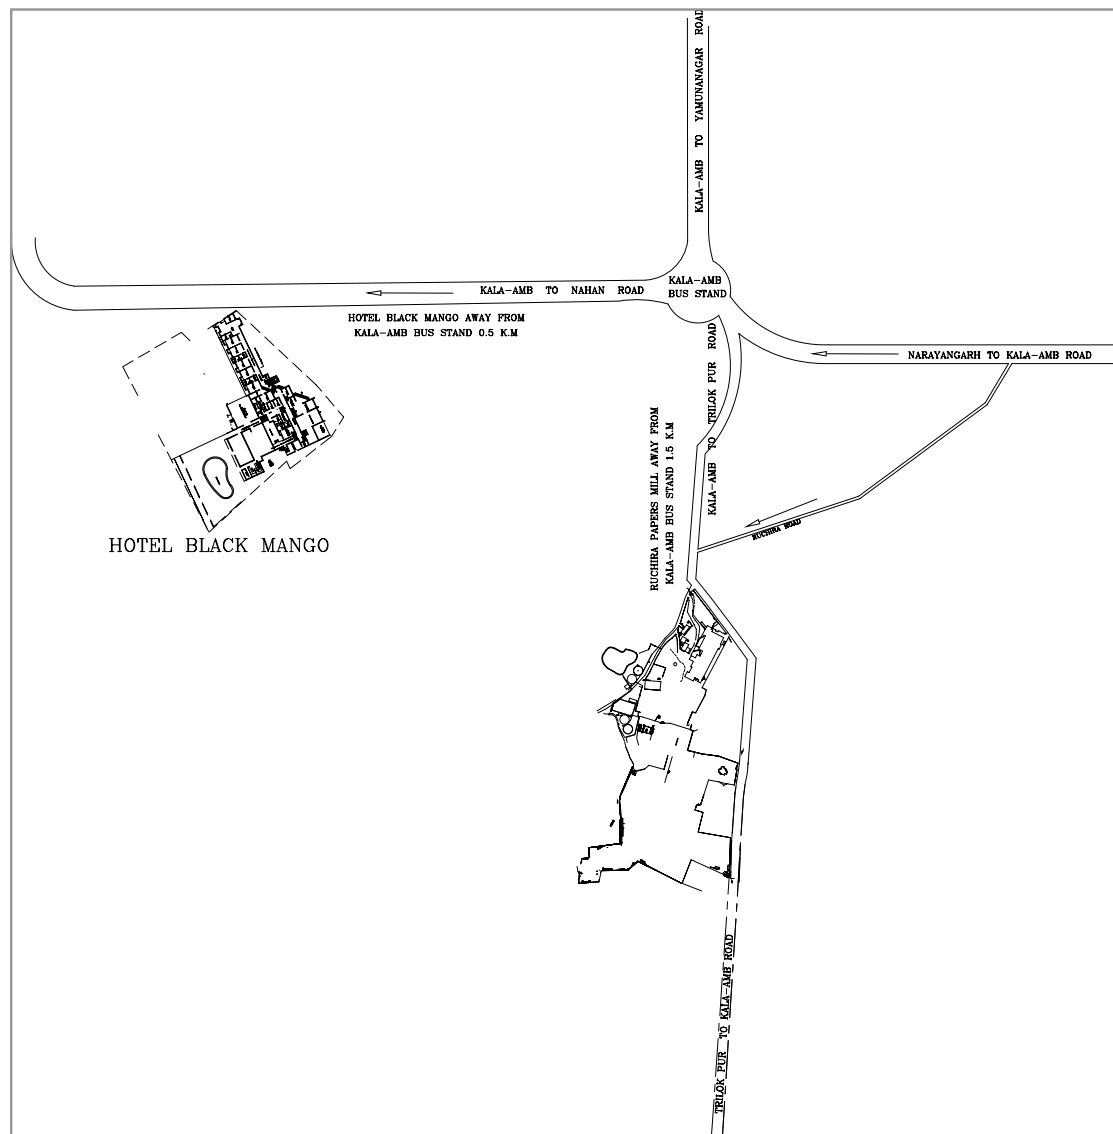 KALA-AMB TO YAMUNANAGAR ROAD
KALA-AMB
BUS STAND
KALA-AMB TO NAHAN ROAD
HOTEL BLACK MANGO AWAY FROM
KALA-AMB BUS STAND 0.5 K.M
NARAYANGARH TO KALA-AMB ROAD
KALA-AMB TO TRILOK PUR ROAD
RUCHIRA PAPERS MILL AWAY FROM
KALA-AMB BUS STAND 1.5 K.M
RUCHIRA ROAD
HOTEL BLACK MANGO
TRILOK PUR TO KALA-AMB ROAD